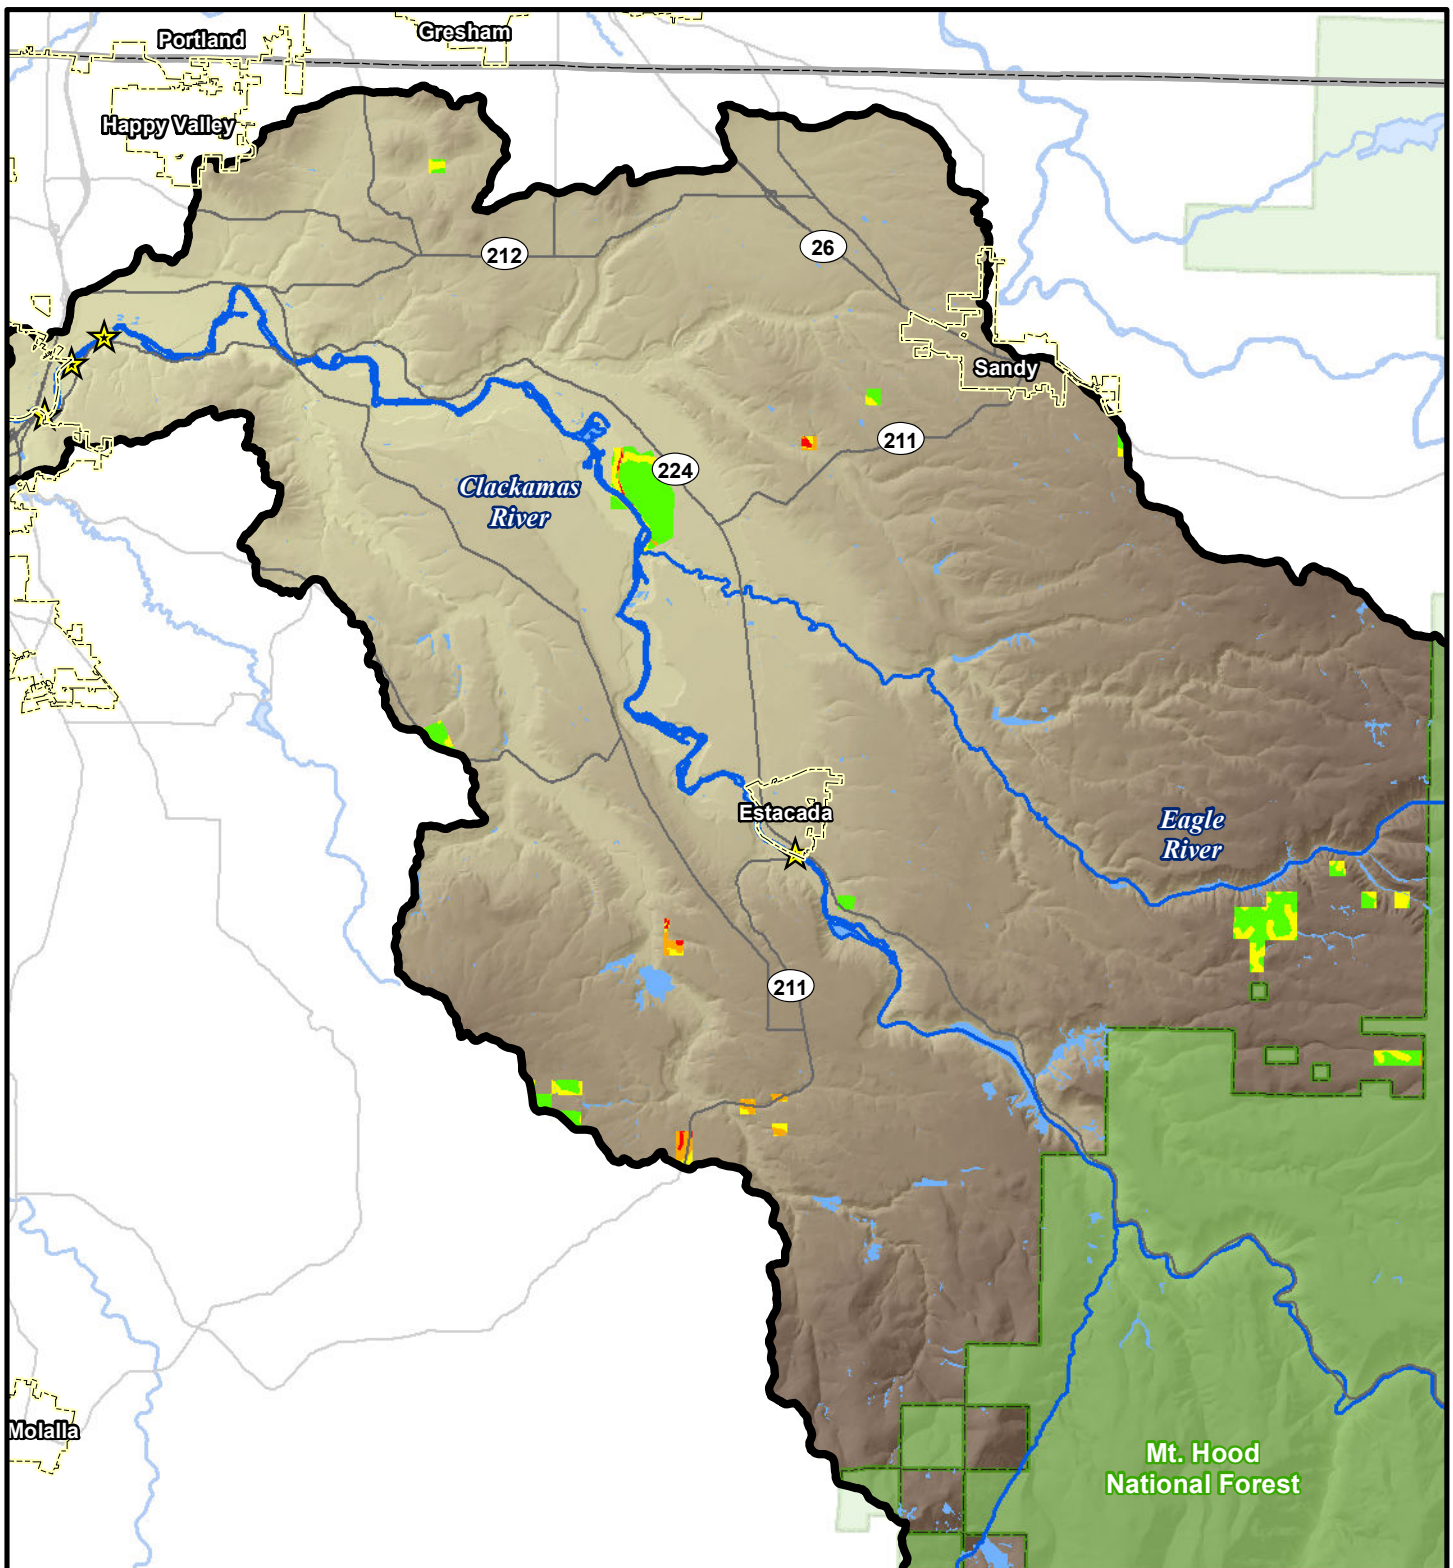 Gresham
Portland
Happy Valley
212
26
Sandy
211
224
Clackamas
River
Estacada
Eagle
River
211
Molalla
Mt. Hood
National Forest